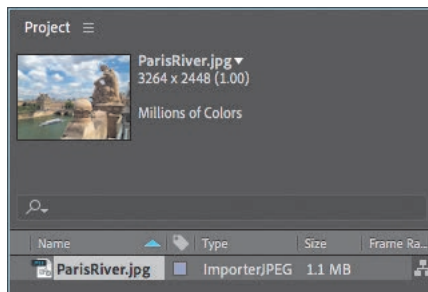 Project
ParisRiver.jpg
3264 x 2448 (1.00)
Millions of Colors
Name Type Size Frame Ra...
ParisRiver.jpg ImporterJPEG 1.1 MB